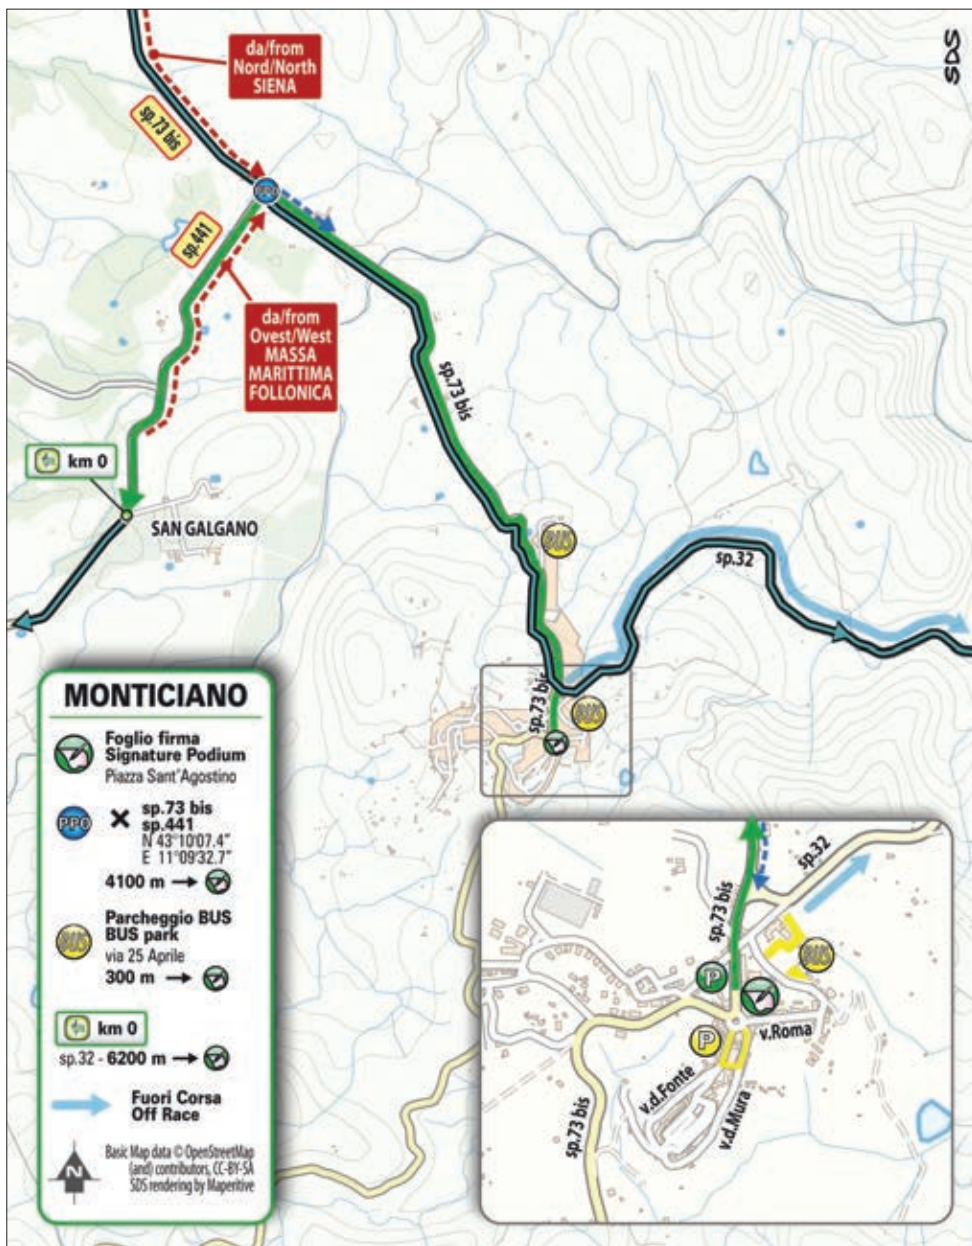 SDS
da/from
Nord/North
SIENA
sp.73 bis
PPO
sp.441
da/from
Ovest/West
MASSA
MARITTIMA
FOLLONICA
sp.73 bis
km 0
SAN GALGANO
BUS
sp.32
sp.73 bis
BUS
MONTICIANO
Foglio firma
Signature Podium
Piazza Sant'Agostino
PPO
sp.73 bis
sp.441
N 43°10'07.4"
E 11°09'32.7"
4100 m
BUS
Parcheggio BUS
BUS park
via 25 Aprile
300 m
km 0
sp.32 - 6200 m
Fuori Corsa
Off Race
N
Basic Map data © OpenStreetMap
(and) contributors, CC-BY-SA
SDS rendering by Maperitive
sp.32
sp.73 bis
BUS
P
v.Roma
P
v.d.Fonte
v.d.Mura
sp.73 bis